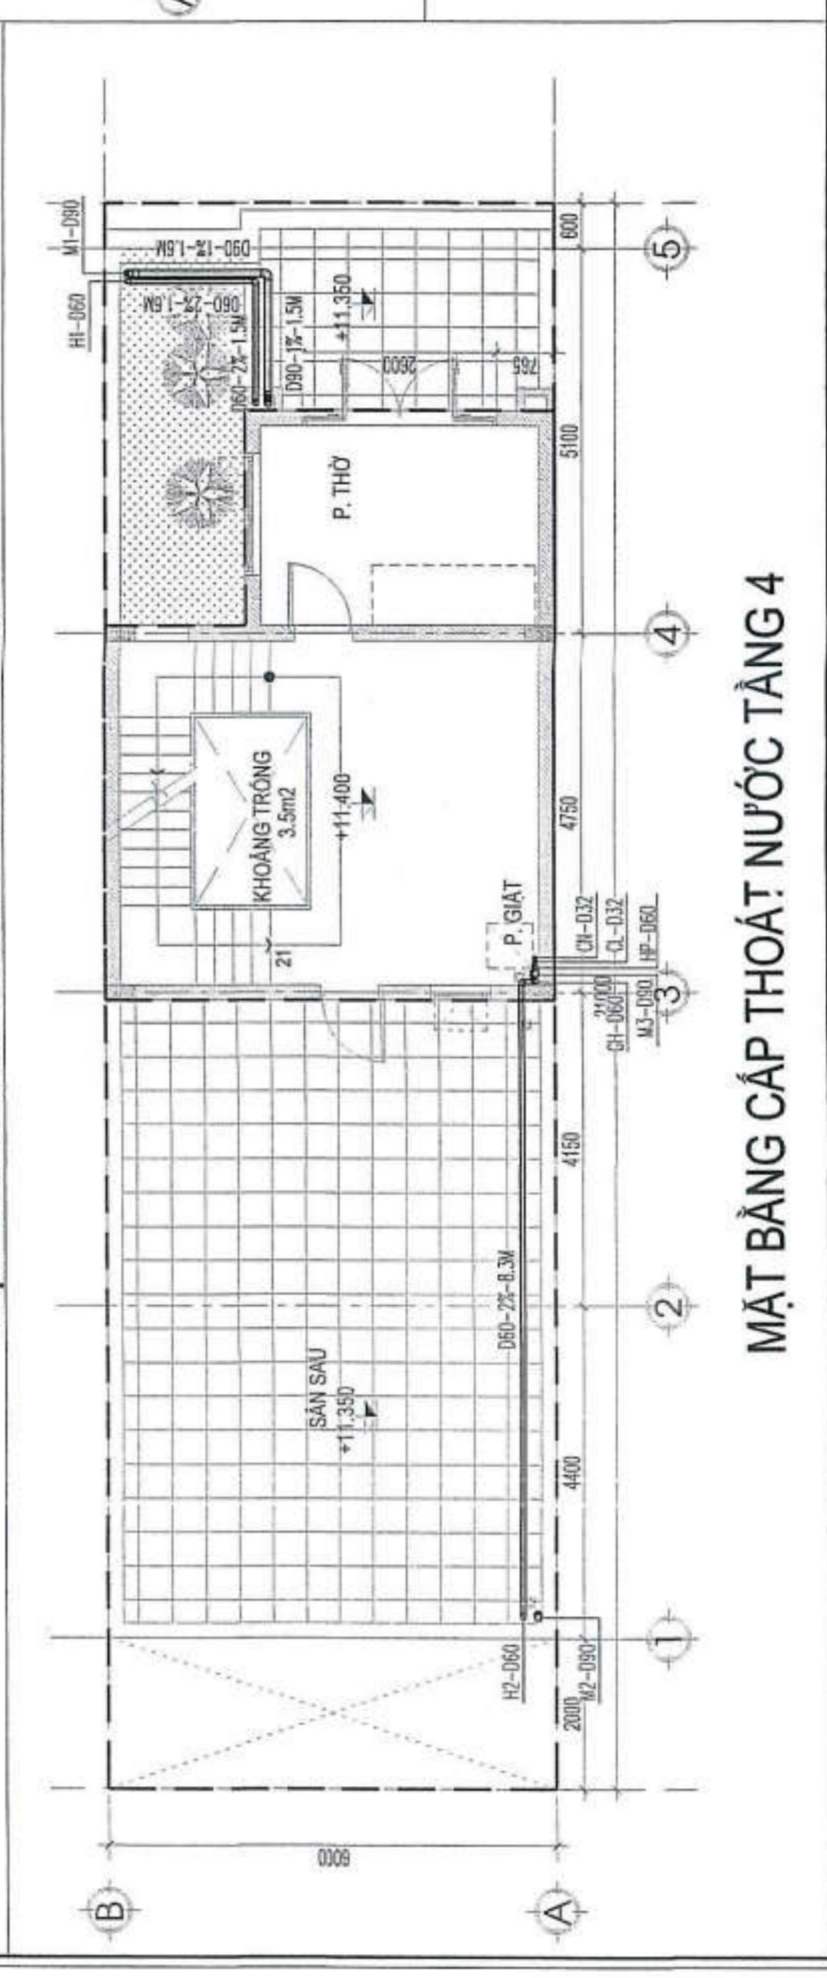 M1-D90
H1-D60
D90-1%-1.6M
D60-2%-1.6M
D60-2%-1.5M
D90-1%-1.5M
+11.350
2600
765
600
5
5100
P. THỜ
4
KHOẢNG TRỐNG
3.5m2
+11.400
4750
21
P. GIẶT
CN-D32
CL-D32
HP-D60
21000
GH-D60
M3-D90
3
4150
D60-2%-8.3M
2
SÂN SAU
+11.350
4400
H2-D60
M2-D90
1
2000
6000
B
A
MẶT BẰNG CẤP THOÁT NƯỚC TẦNG 4